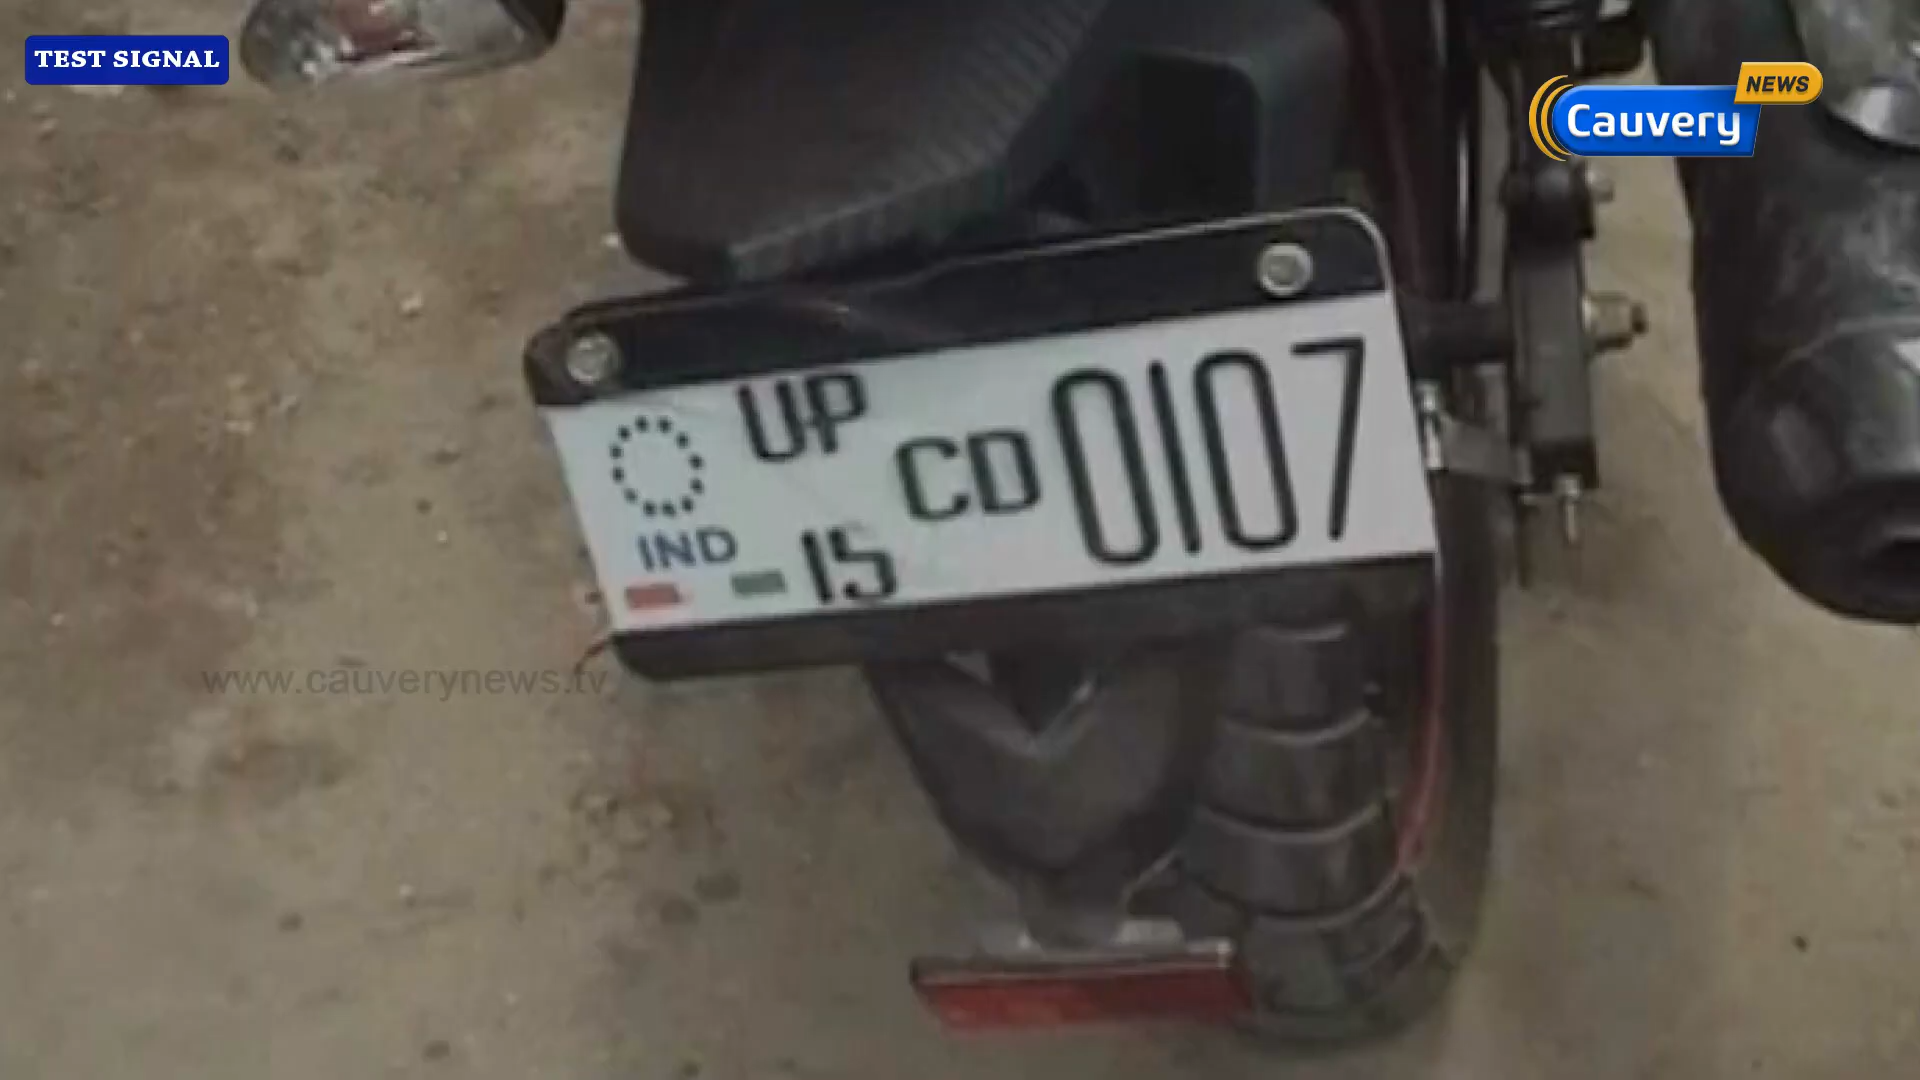 TEST SIGNAL
NEWS
Cauvery
UP
CD 0107
IND
15
www.cauverynews.tv